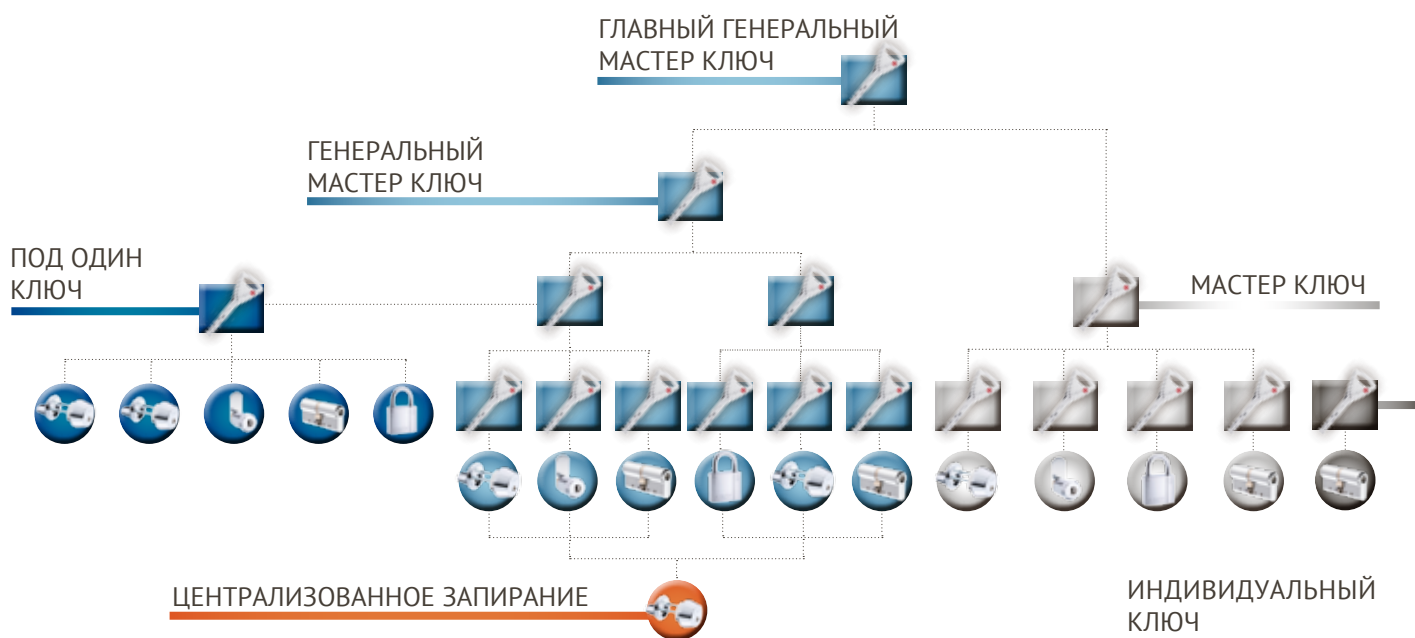 ГЛАВНЫЙ ГЕНЕРАЛЬНЫЙ
МАСТЕР КЛЮЧ
ГЕНЕРАЛЬНЫЙ
МАСТЕР КЛЮЧ
ПОД ОДИН
КЛЮЧ
МАСТЕР КЛЮЧ
ЦЕНТРАЛИЗОВАННОЕ ЗАПИРАНИЕ
ИНДИВИДУАЛЬНЫЙ
КЛЮЧ